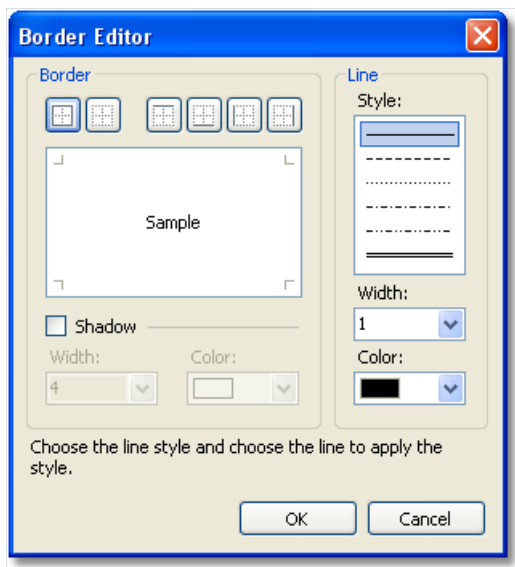 Border Editor
Border
Sample
Shadow
Width:
Color:
4
Line
Style:
Width:
1
Color:
Choose the line style and choose the line to apply the
style.
OK
Cancel